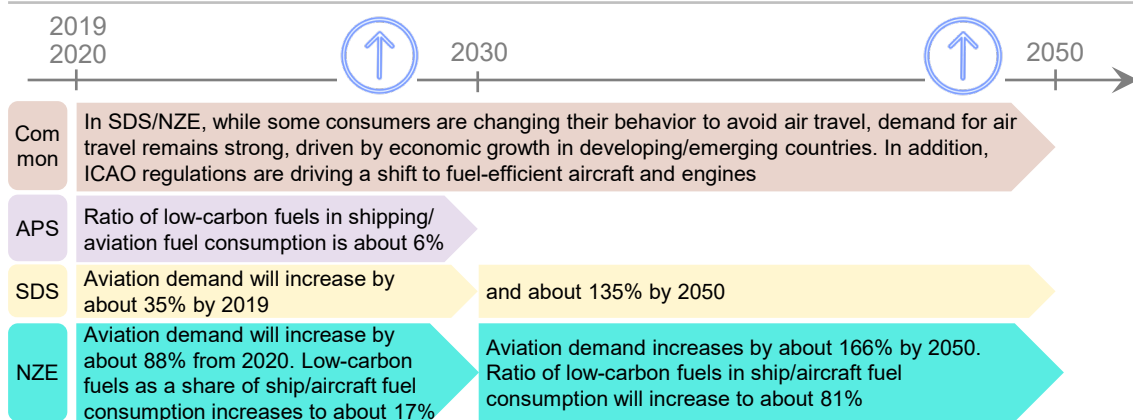 2019
2020
2030
2050
Com
mon
In SDS/NZE, while some consumers are changing their behavior to avoid air travel, demand for air
travel remains strong, driven by economic growth in developing/emerging countries. In addition,
ICAO regulations are driving a shift to fuel-efficient aircraft and engines
APS
Ratio of low-carbon fuels in shipping/
aviation fuel consumption is about 6%
SDS
Aviation demand will increase by
about 35% by 2019
and about 135% by 2050
NZE
Aviation demand will increase by
about 88% from 2020. Low-carbon
fuels as a share of ship/aircraft fuel
consumption increases to about 17%
Aviation demand increases by about 166% by 2050.
Ratio of low-carbon fuels in ship/aircraft fuel
consumption will increase to about 81%